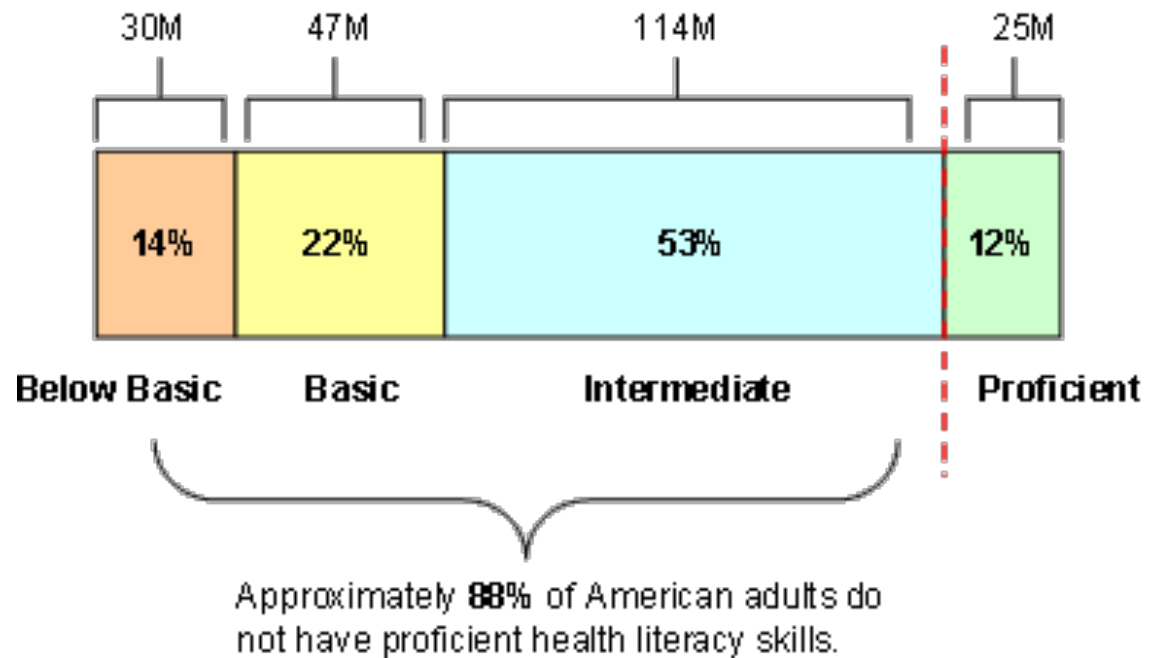 30M 47M 114M 25M
14% 22% 53% 12%
Below Basic Basic Intermediate Proficient
Approximately 88% of American adults do
not have proficient health literacy skills.